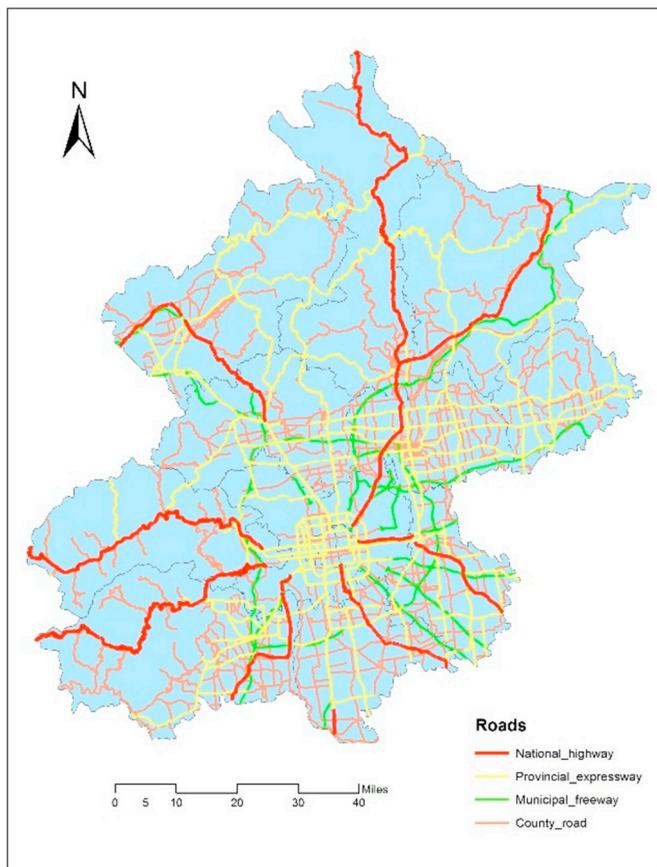 N
Roads
National_highway
Provincial_expressway
Municipal_freeway
County_road
Miles
0 5 10 20 30 40